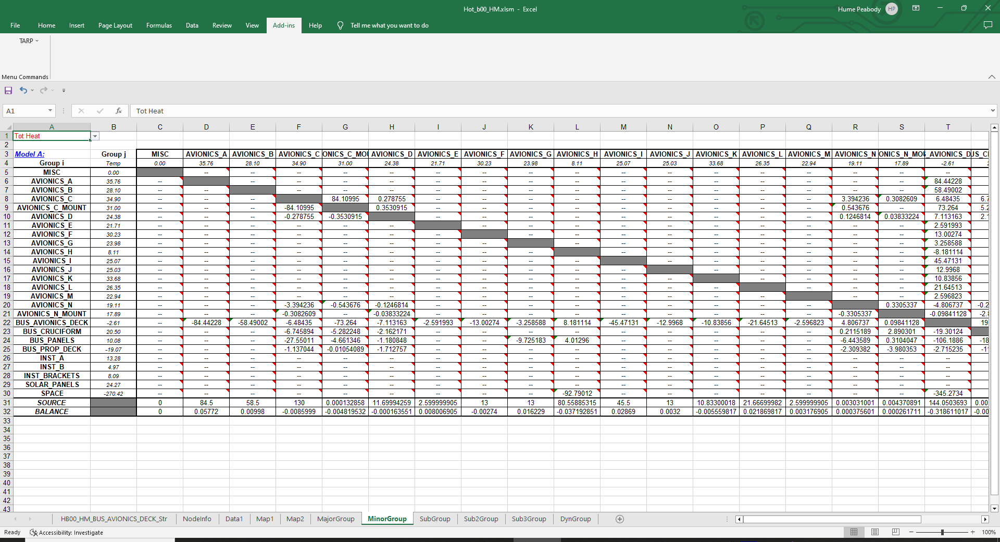 Hot_b00_HM.xlsm - Excel
Hume Peabody HP
File Home Insert Page Layout Formulas Data Review View Add-ins Help Tell me what you want to do
TARP
Menu Commands
A1 fx Tot Heat
A B C D E F G H I J K L M N O P Q R S T
1 Tot Heat
2
3 Model A: Group j MISC AVIONICS_A AVIONICS_B AVIONICS_C ONICS_C_MOU AVIONICS_D AVIONICS_E AVIONICS_F AVIONICS_G AVIONICS_H AVIONICS_I AVIONICS_J AVIONICS_K AVIONICS_L AVIONICS_M AVIONICS_N ONICS_N_MOU _AVIONICS_D US_CI
4 Group i Temp 0.00 35.76 28.10 34.90 31.00 24.38 21.71 30.23 23.98 8.11 25.07 25.03 33.68 26.35 22.94 19.11 17.89 -2.61
5 MISC 0.00 -- -- -- -- -- -- -- -- -- -- -- -- -- -- -- -- --
6 AVIONICS_A 35.76 -- -- -- -- -- -- -- -- -- -- -- -- -- -- -- -- 84.44228
7 AVIONICS_B 28.10 -- -- -- -- -- -- -- -- -- -- -- -- -- -- -- -- 58.49002
8 AVIONICS_C 34.90 -- -- -- 84.10995 0.278755 -- -- -- -- -- -- -- -- -- 3.394236 0.3082609 6.48435 6.7
9 AVIONICS_C_MOUNT 31.00 -- -- -- -84.10995 0.3530915 -- -- -- -- -- -- -- -- -- 0.543676 -- 73.264 5.2
10 AVIONICS_D 24.38 -- -- -- -0.278755 -0.3530915 -- -- -- -- -- -- -- -- -- 0.1246814 0.03833224 7.113163 2.1
11 AVIONICS_E 21.71 -- -- -- -- -- -- -- -- -- -- -- -- -- -- -- -- 2.591993
12 AVIONICS_F 30.23 -- -- -- -- -- -- -- -- -- -- -- -- -- -- -- -- 13.00274
13 AVIONICS_G 23.98 -- -- -- -- -- -- -- -- -- -- -- -- -- -- -- -- 3.258588
14 AVIONICS_H 8.11 -- -- -- -- -- -- -- -- -- -- -- -- -- -- -- -- -8.181114
15 AVIONICS_I 25.07 -- -- -- -- -- -- -- -- -- -- -- -- -- -- -- -- 45.47131
16 AVIONICS_J 25.03 -- -- -- -- -- -- -- -- -- -- -- -- -- -- -- -- 12.9968
17 AVIONICS_K 33.68 -- -- -- -- -- -- -- -- -- -- -- -- -- -- -- -- 10.83856
18 AVIONICS_L 26.35 -- -- -- -- -- -- -- -- -- -- -- -- -- -- -- -- 21.64513
19 AVIONICS_M 22.94 -- -- -- -- -- -- -- -- -- -- -- -- -- -- -- -- 2.596823
20 AVIONICS_N 19.11 -- -- -- -3.394236 -0.543676 -0.1246814 -- -- -- -- -- -- -- -- -- 0.3305337 -4.806737 -0.2
21 AVIONICS_N_MOUNT 17.89 -- -- -- -0.3082609 -- -0.03833224 -- -- -- -- -- -- -- -- -- -0.3305337 -0.09841128 -2.8
22 BUS_AVIONICS_DECK -2.61 -- -84.44228 -58.49002 -6.48435 -73.264 -7.113163 -2.591993 -13.00274 -3.258588 8.181114 -45.47131 -12.9968 -10.83856 -21.64513 -2.596823 4.806737 0.09841128 19
23 BUS_CRUCIFORM 20.50 -- -- -- -6.745894 -5.282248 -2.162171 -- -- -- -- -- -- -- -- -- 0.2115189 2.890301 -19.30124
24 BUS_PANELS 10.08 -- -- -- -27.55011 -4.661346 -1.180848 -- -- -9.725183 4.01296 -- -- -- -- -- -6.443589 0.3104047 -106.1886 -18
25 BUS_PROP_DECK -19.07 -- -- -- -1.137044 -0.01054089 -1.712757 -- -- -- -- -- -- -- -- -- -2.309382 -3.980353 -2.715235 -1
26 INST_A 13.28 -- -- -- -- -- -- -- -- -- -- -- -- -- -- -- -- -- --
27 INST_B 4.97 -- -- -- -- -- -- -- -- -- -- -- -- -- -- -- -- -- --
28 INST_BRACKETS 8.09 -- -- -- -- -- -- -- -- -- -- -- -- -- -- -- -- -- --
29 SOLAR_PANELS 24.27 -- -- -- -- -- -- -- -- -- -- -- -- -- -- -- -- -- --
30 SPACE -270.42 -- -- -- -- -- -- -- -- -- -92.79012 -- -- -- -- -- -- -- -345.2734
31 SOURCE 0 84.5 58.5 130 0.000132858 11.69994259 2.599999905 13 13 80.55885315 45.5 13 10.83300018 21.66699982 2.599999905 0.003031001 0.004370891 144.0503693 0.00
32 BALANCE 0 0.05772 0.00998 -0.0085999 -0.004819532 -0.000163551 0.008006905 -0.00274 0.016229 -0.037192851 0.02869 0.0032 -0.005559817 0.021869817 0.003176905 0.000375601 0.000261711 -0.318611017 -0.00
33
34
35
36
37
38
39
40
41
42
43
HB00_HM_BUS_AVIONICS_DECK_Str NodeInfo Data1 Map1 Map2 MajorGroup MinorGroup SubGroup Sub2Group Sub3Group DynGroup
Ready Accessibility: Investigate 100%